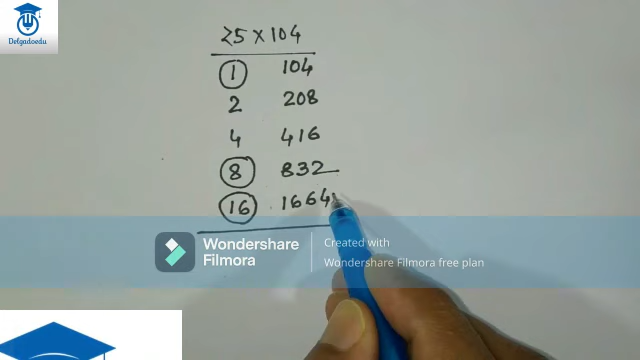 Delgadoedu
25 × 104
1 104
2 208
4 416
8 832
16 1664
Wondershare
Filmora
Created with
Wondershare Filmora free plan